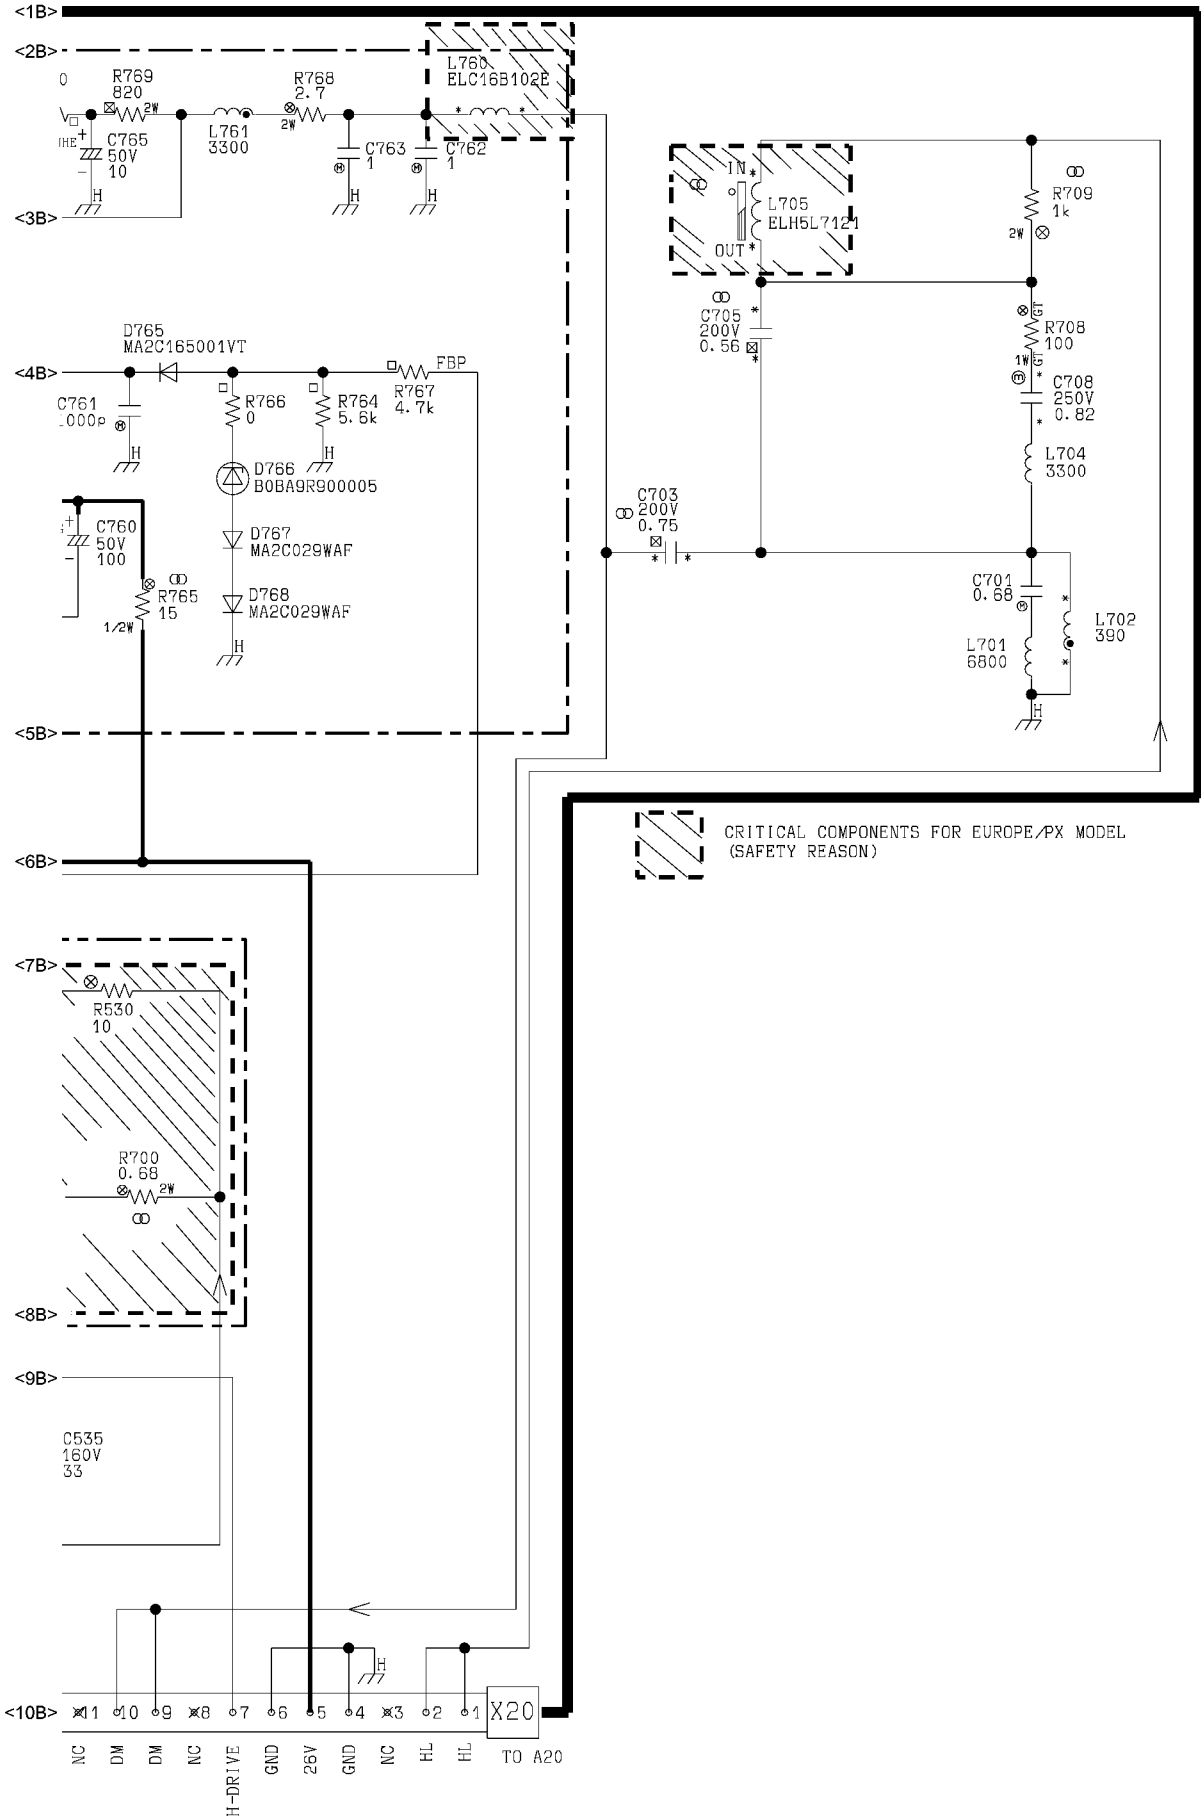 <1B>
<2B>
L760
ELC16B102E
0
R769
820
2W
R768
2.7
2W
L761
3300
C765
50V
10
IHE
+
-
H
C763
1
M
H
C762
1
M
H
<3B>
IN
L705
ELH5L7121
OUT
R709
1k
2W
C705
200V
0.56
GT
R708
100
1W
GT
C708
250V
0.82
L704
3300
D765
MA2C165001VT
<4B>
FBP
C761
1000p
M
H
R766
0
R764
5.6k
H
R767
4.7k
D766
B0BA9R900005
C703
200V
0.75
+
C760
50V
100
-
D767
MA2C029WAF
R765
15
1/2W
D768
MA2C029WAF
H
C701
0.68
M
L702
390
L701
6800
H
<5B>
CRITICAL COMPONENTS FOR EUROPE/PX MODEL
(SAFETY REASON)
<6B>
<7B>
R530
10
R700
0.68
2W
<8B>
<9B>
C535
160V
33
H
<10B>
11 10 9 8 7 6 5 4 3 2 1
X20
NC DM DM NC H-DRIVE GND 26V GND NC HL HL
TO A20